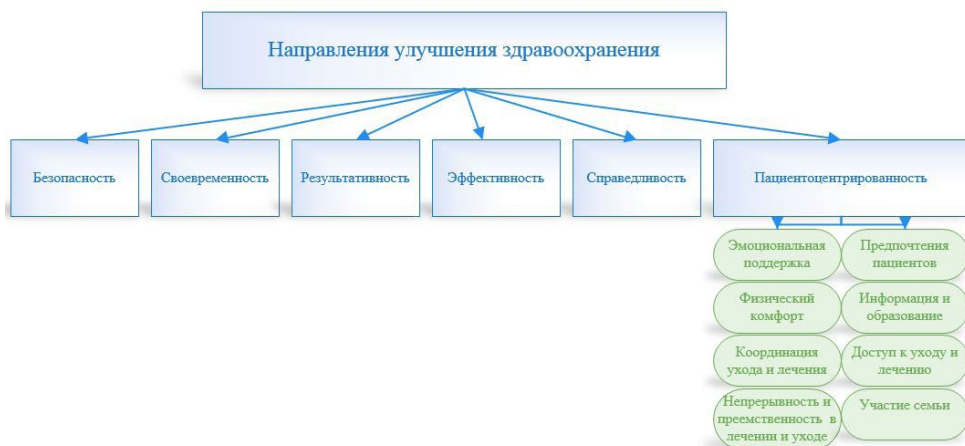 Направления улучшения здравоохранения
Безопасность
Своевременность
Результативность
Эффективность
Справедливость
Пациентоцентрированность
Эмоциональная
поддержка
Предпочтения
пациентов
Физический
комфорт
Информация и
образование
Координация
ухода и лечения
Доступ к уходу и
лечению
Непрерывность и
преемственность в
лечении и уходе
Участие семьи